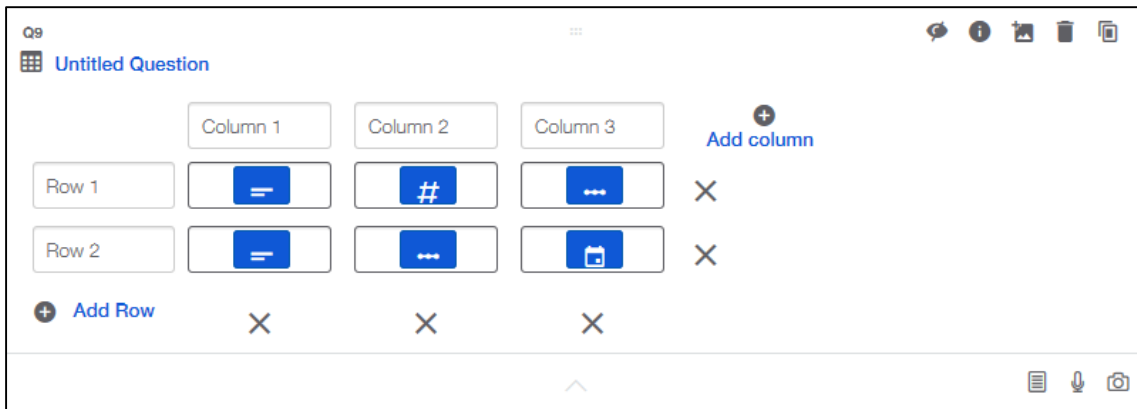 Q9
Untitled Question
Column 1 Column 2 Column 3 Add column
Row 1 #
Row 2
Add Row